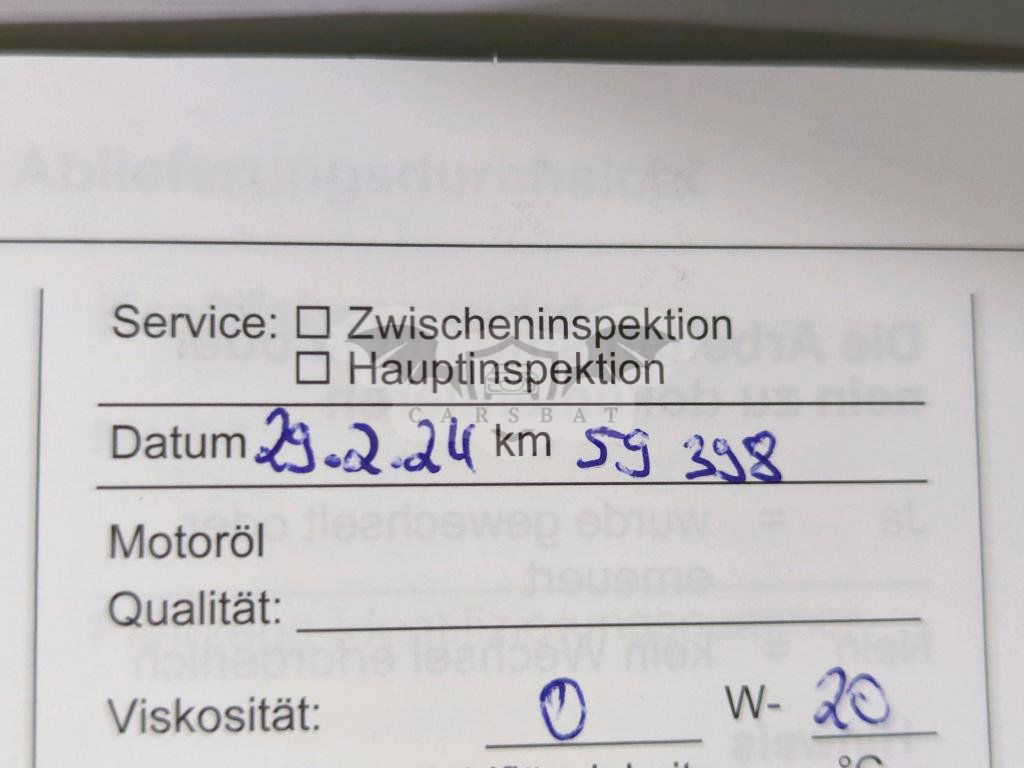 Service: ☐ Zwischeninspektion
☐ Hauptinspektion
CARSBAT
Datum 29.2.24 km 59 398
Motoröl
Qualität:
Viskosität: 0 W- 20
°C